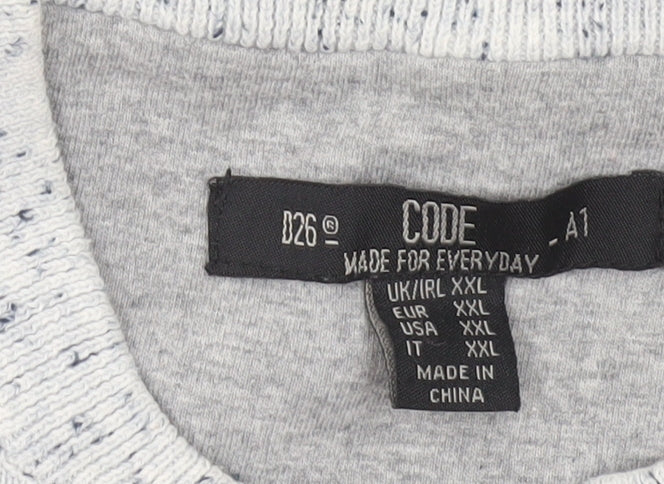 D26 ® CODE _ A1
MADE FOR EVERYDAY
UK/IRL XXL
EUR XXL
USA XXL
IT XXL
MADE IN
CHINA